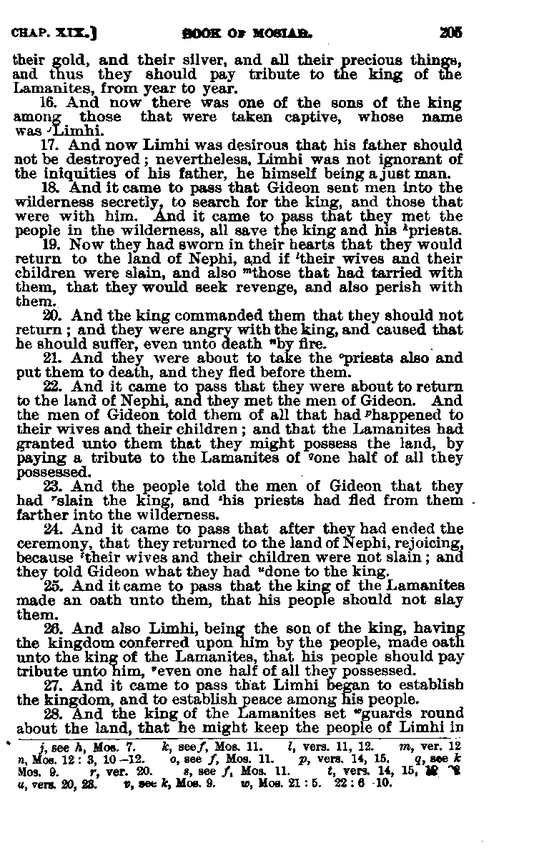 CHAP. XIX.] BOOK OF MOSIAH. 205
their gold, and their silver, and all their precious things,
and thus they should pay tribute to the king of the
Lamanites, from year to year.
16. And now there was one of the sons of the king
among those that were taken captive, whose name
was ʲLimhi.
17. And now Limhi was desirous that his father should
not be destroyed; nevertheless, Limhi was not ignorant of
the iniquities of his father, he himself being a just man.
18. And it came to pass that Gideon sent men into the
wilderness secretly, to search for the king, and those that
were with him. And it came to pass that they met the
people in the wilderness, all save the king and his ᵏpriests.
19. Now they had sworn in their hearts that they would
return to the land of Nephi, and if ˡtheir wives and their
children were slain, and also ᵐthose that had tarried with
them, that they would seek revenge, and also perish with
them.
20. And the king commanded them that they should not
return; and they were angry with the king, and caused that
he should suffer, even unto death ⁿby fire.
21. And they were about to take the ᵒpriests also and
put them to death, and they fled before them.
22. And it came to pass that they were about to return
to the land of Nephi, and they met the men of Gideon. And
the men of Gideon told them of all that had ᵖhappened to
their wives and their children; and that the Lamanites had
granted unto them that they might possess the land, by
paying a tribute to the Lamanites of qone half of all they
possessed.
23. And the people told the men of Gideon that they
had ʳslain the king, and ˢhis priests had fled from them
farther into the wilderness.
24. And it came to pass that after they had ended the
ceremony, that they returned to the land of Nephi, rejoicing,
because ᵗtheir wives and their children were not slain; and
they told Gideon what they had ᵘdone to the king.
25. And it came to pass that the king of the Lamanites
made an oath unto them, that his people should not slay
them.
26. And also Limhi, being the son of the king, having
the kingdom conferred upon him by the people, made oath
unto the king of the Lamanites, that his people should pay
tribute unto him, ᵛeven one half of all they possessed.
27. And it came to pass that Limhi began to establish
the kingdom, and to establish peace among his people.
28. And the king of the Lamanites set ʷguards round
about the land, that he might keep the people of Limhi in
j, see h, Mos. 7. k, see f, Mos. 11. l, vers. 11, 12. m, ver. 12
n, Mos. 12: 3, 10-12. o, see f, Mos. 11. p, vers. 14, 15. q, see k
Mos. 9. r, ver. 20. s, see f, Mos. 11. t, vers. 14, 15,
u, vers. 20, 23. v, see k, Mos. 9. w, Mos. 21: 5. 22: 6-10.